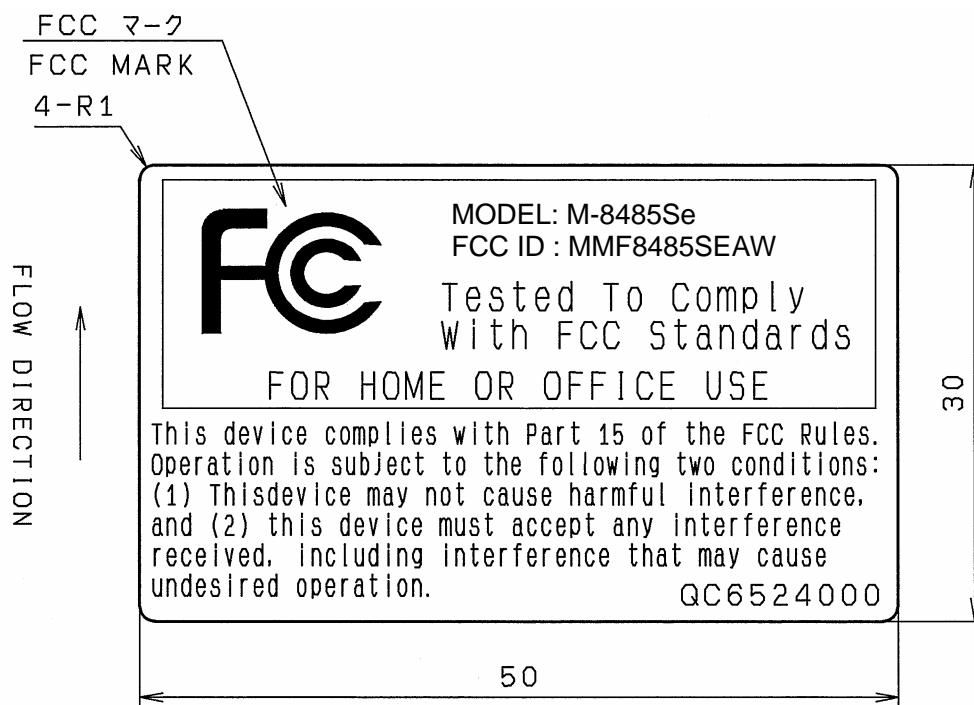 FCC マーク
FCC MARK
4-R1
FLOW DIRECTION
FC
MODEL: M-8485Se
FCC ID : MMF8485SEAW
Tested To Comply
With FCC Standards
FOR HOME OR OFFICE USE
This device complies with Part 15 of the FCC Rules.
Operation is subject to the following two conditions:
(1) Thisdevice may not cause harmful interference,
and (2) this device must accept any interference
received, including interference that may cause
undesired operation.
QC6524000
30
50